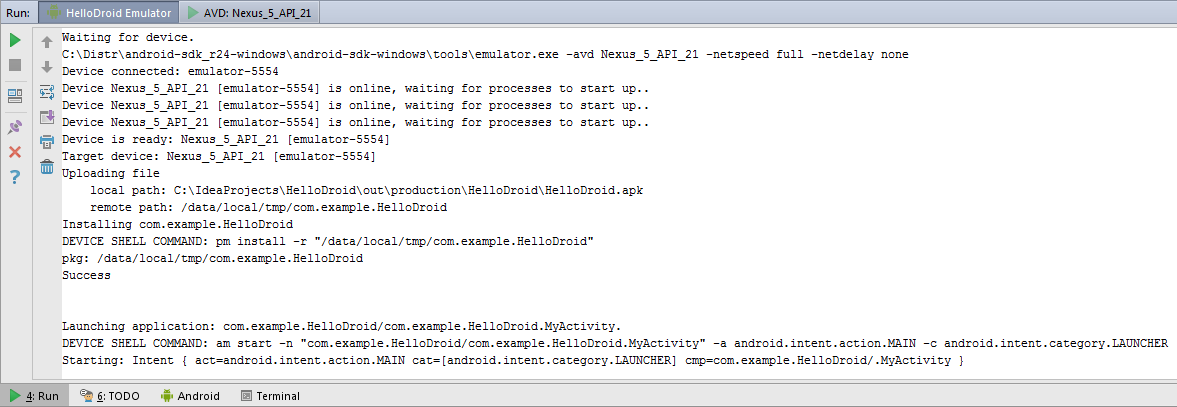 Run: HelloDroid Emulator AVD: Nexus_5_API_21
Waiting for device.
C:\Distr\android-sdk_r24-windows\android-sdk-windows\tools\emulator.exe -avd Nexus_5_API_21 -netspeed full -netdelay none
Device connected: emulator-5554
Device Nexus_5_API_21 [emulator-5554] is online, waiting for processes to start up..
Device Nexus_5_API_21 [emulator-5554] is online, waiting for processes to start up..
Device Nexus_5_API_21 [emulator-5554] is online, waiting for processes to start up..
Device is ready: Nexus_5_API_21 [emulator-5554]
Target device: Nexus_5_API_21 [emulator-5554]
Uploading file
    local path: C:\IdeaProjects\HelloDroid\out\production\HelloDroid\HelloDroid.apk
    remote path: /data/local/tmp/com.example.HelloDroid
Installing com.example.HelloDroid
DEVICE SHELL COMMAND: pm install -r "/data/local/tmp/com.example.HelloDroid"
pkg: /data/local/tmp/com.example.HelloDroid
Success
Launching application: com.example.HelloDroid/com.example.HelloDroid.MyActivity.
DEVICE SHELL COMMAND: am start -n "com.example.HelloDroid/com.example.HelloDroid.MyActivity" -a android.intent.action.MAIN -c android.intent.category.LAUNCHER
Starting: Intent { act=android.intent.action.MAIN cat=[android.intent.category.LAUNCHER] cmp=com.example.HelloDroid/.MyActivity }
4: Run 6: TODO Android Terminal